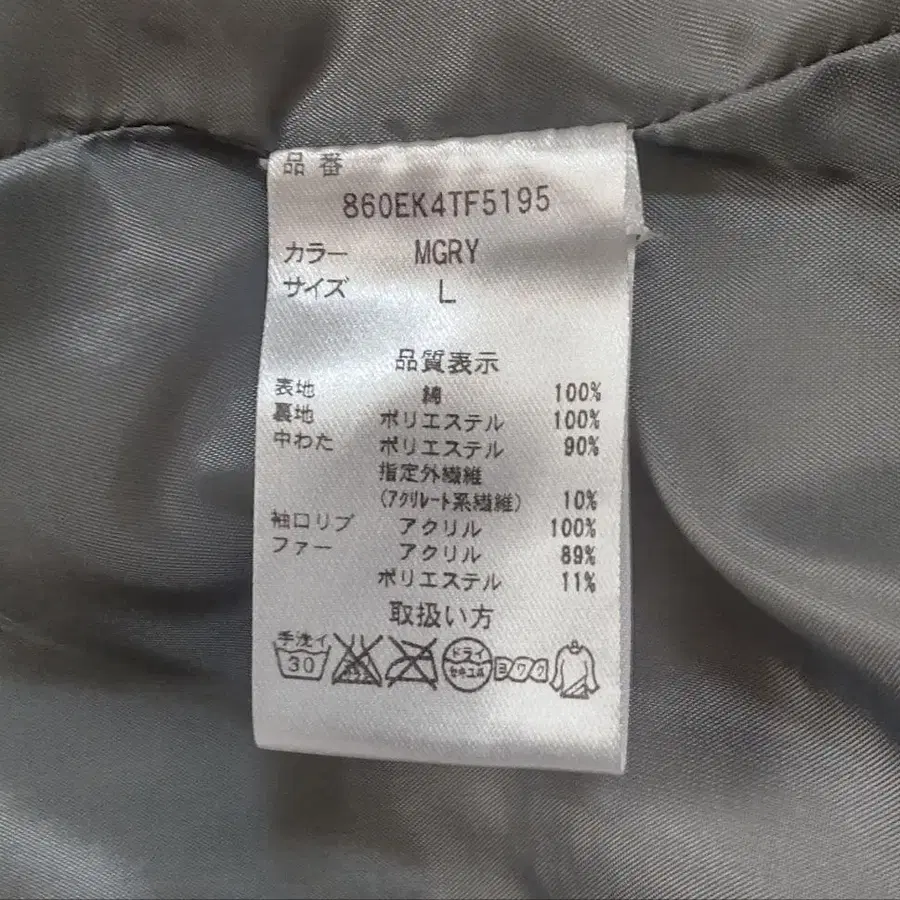 品番
860EK4TF5195
カラー MGRY
サイズ L
品質表示
表地 綿 100%
裏地 ポリエステル 100%
中わた ポリエステル 90%
指定外繊維
(アクリレート系繊維) 10%
袖口リブ アクリル 100%
ファー アクリル 89%
ポリエステル 11%
取扱い方
手洗イ 30 ドライ セキユ系 ヨワク